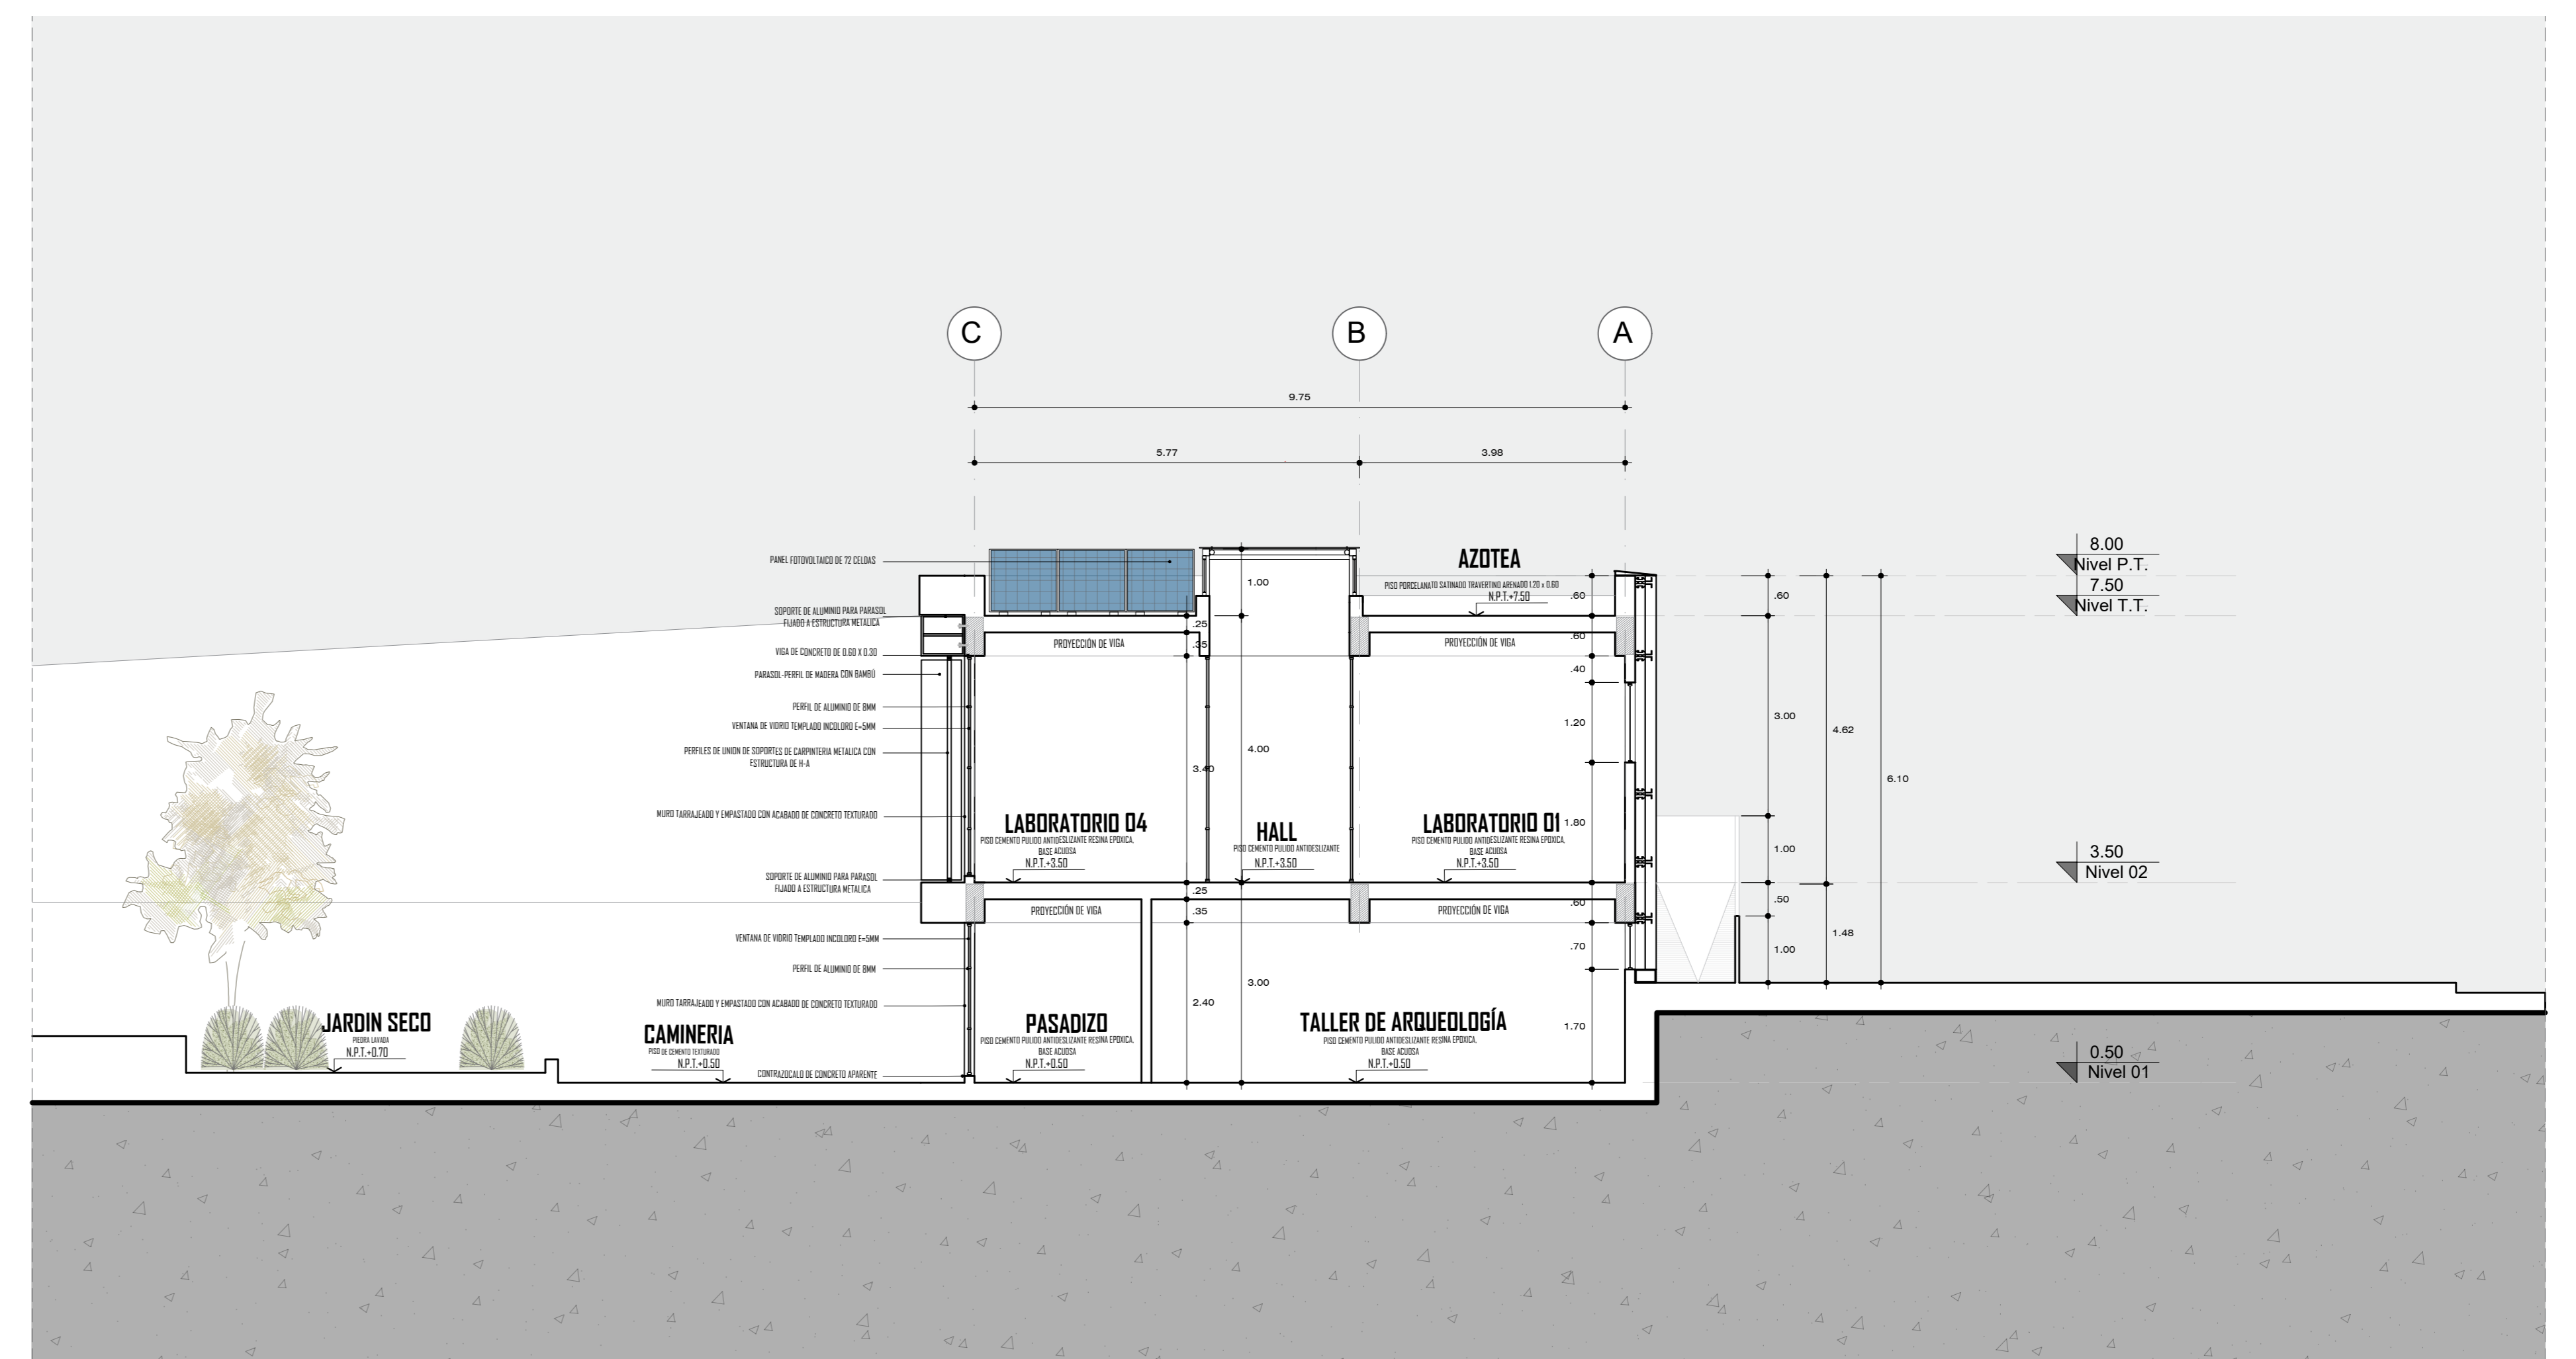 C
B
A
9.75
5.77
3.98
PANEL FOTOVOLTAICO DE 72 CELDAS
SOPORTE DE ALUMINIO PARA PARASOL
FIJADO A ESTRUCTURA METALICA
VIGA DE CONCRETO DE 0.60 X 0.30
PARASOL-PERFIL DE MADERA CON BAMBÚ
PERFIL DE ALUMINIO DE 8MM
VENTANA DE VIDRIO TEMPLADO INCOLORO E=5MM
PERFILES DE UNION DE SOPORTES DE CARPINTERIA METALICA CON
ESTRUCTURA DE H-A
MURO TARRAJEADO Y EMPASTADO CON ACABADO DE CONCRETO TEXTURADO
SOPORTE DE ALUMINIO PARA PARASOL
FIJADO A ESTRUCTURA METALICA
VENTANA DE VIDRIO TEMPLADO INCOLORO E=5MM
PERFIL DE ALUMINIO DE 8MM
MURO TARRAJEADO Y EMPASTADO CON ACABADO DE CONCRETO TEXTURADO
CONTRAZOCALO DE CONCRETO APARENTE
AZOTEA
PISO PORCELANATO SATINADO TRAVERTINO ARENADO 1.20 x 0.60
N.P.T.+7.50
PROYECCIÓN DE VIGA
PROYECCIÓN DE VIGA
LABORATORIO 04
PISO CEMENTO PULIDO ANTIDESLIZANTE RESINA EPOXICA,
BASE ACUOSA
N.P.T.+3.50
HALL
PISO CEMENTO PULIDO ANTIDESLIZANTE
N.P.T.+3.50
LABORATORIO 01
PISO CEMENTO PULIDO ANTIDESLIZANTE RESINA EPOXICA,
BASE ACUOSA
N.P.T.+3.50
PROYECCIÓN DE VIGA
PROYECCIÓN DE VIGA
JARDIN SECO
PIEDRA LAVADA
N.P.T.+0.70
CAMINERIA
PISO DE CEMENTO TEXTURADO
N.P.T.+0.50
PASADIZO
PISO CEMENTO PULIDO ANTIDESLIZANTE RESINA EPOXICA,
BASE ACUOSA
N.P.T.+0.50
TALLER DE ARQUEOLOGÍA
PISO CEMENTO PULIDO ANTIDESLIZANTE RESINA EPOXICA,
BASE ACUOSA
N.P.T.+0.50
.25
.35
3.40
.25
.35
2.40
1.00
4.00
3.00
.60
.60
.40
1.20
1.80
.60
.70
1.70
.60
3.00
1.00
.50
1.00
4.62
1.48
6.10
8.00
Nivel P.T.
7.50
Nivel T.T.
3.50
Nivel 02
0.50
Nivel 01